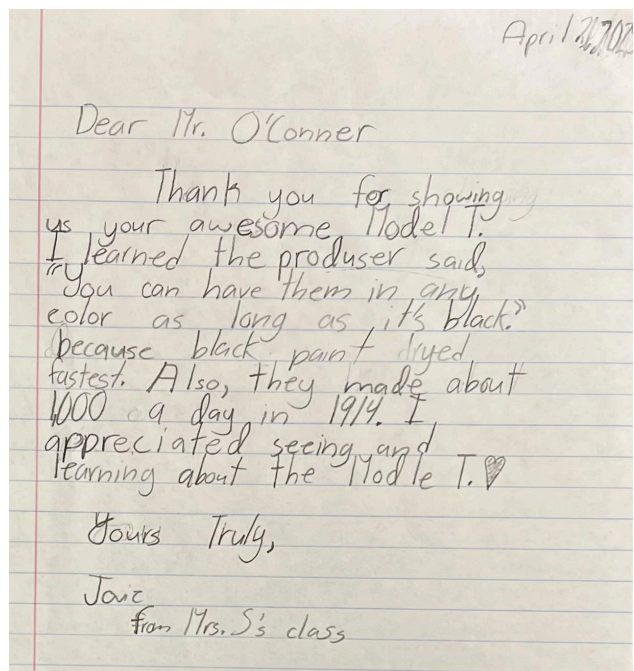 April
Dear Mr. O'Conner
Thank you for showing
us your awesome Model T.
I learned the produser said,
"You can have them in any
color as long as it's black."
because black paint dryed
fastest. Also, they made about
1000 a day in 1914. I
appreciated seeing and
learning about the Modle T.
Yours Truly,
from Mrs. S's class